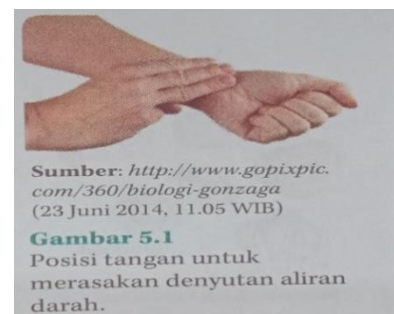 Sumber: http://www.gopixpic.
com/360/biologi-gonzaga
(23 Juni 2014, 11.05 WIB)
Gambar 5.1
Posisi tangan untuk
merasakan denyutan aliran
darah.